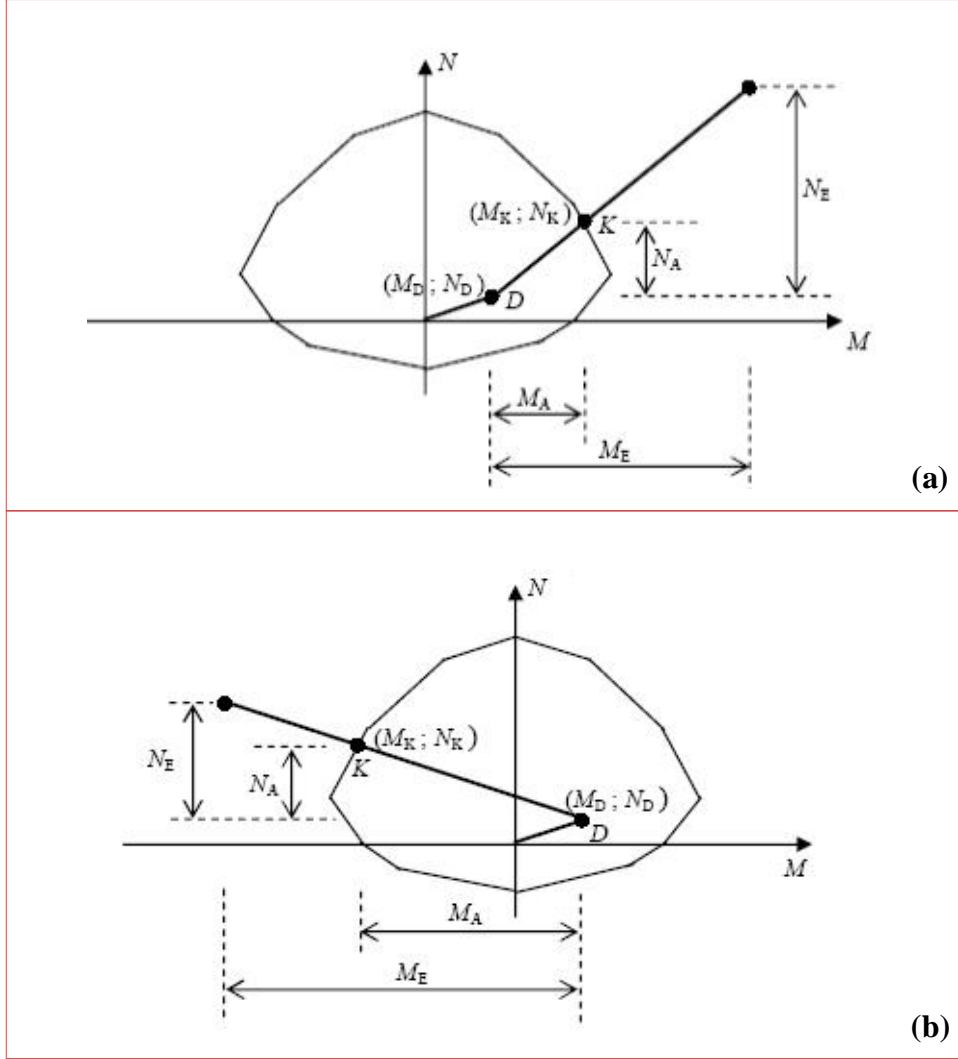 N
N_E
(M_K ; N_K)
K
N_A
(M_D ; N_D)
D
M
M_A
M_E
(a)
N
(M_K ; N_K)
N_E
K
N_A
(M_D ; N_D)
D
M
M_A
M_E
(b)